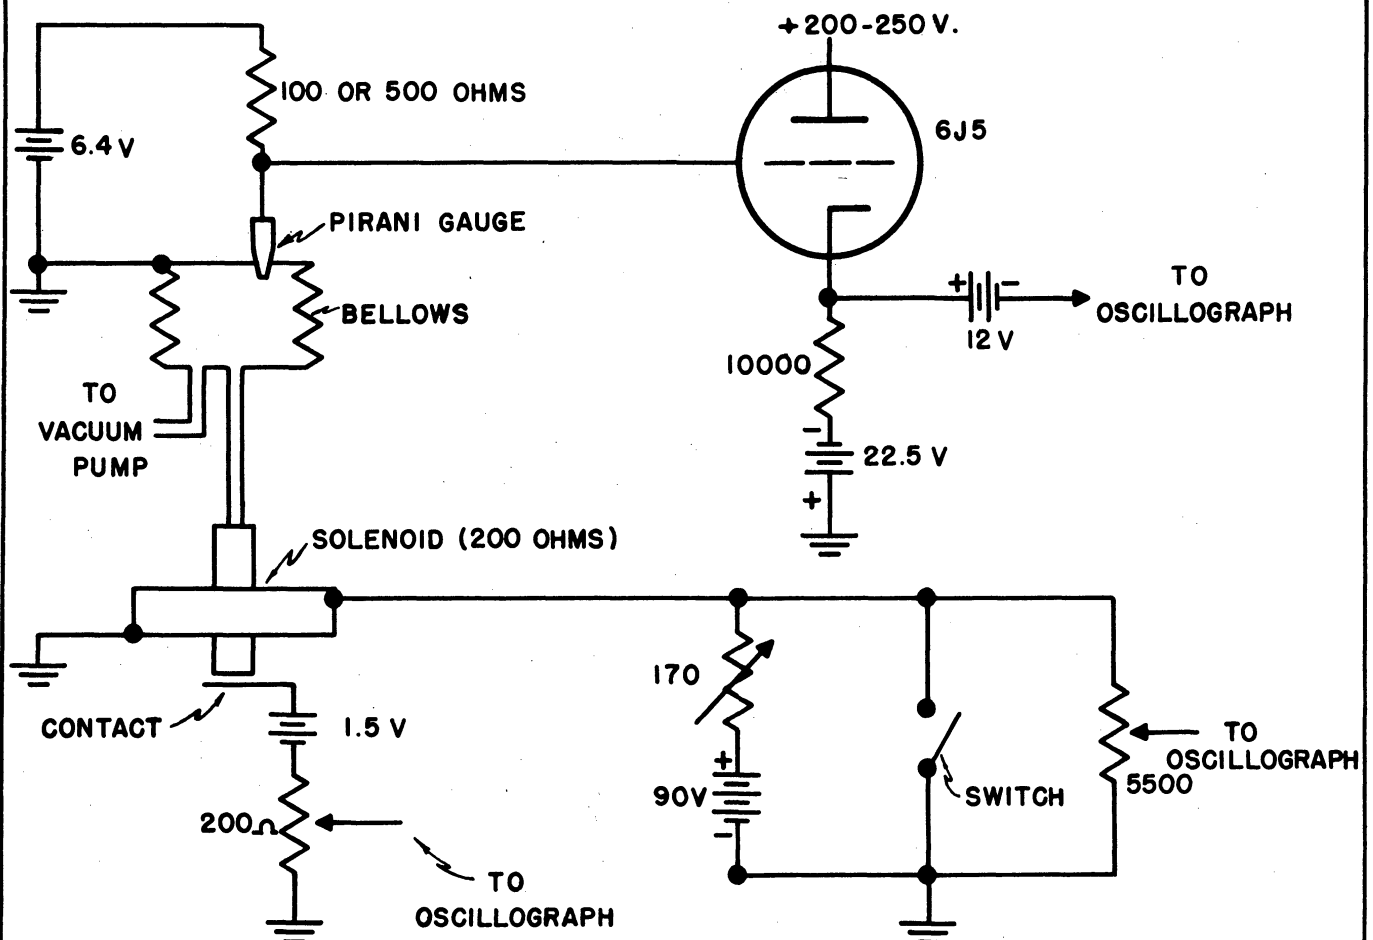 +200-250 V.
100 OR 500 OHMS
6J5
6.4 V
PIRANI GAUGE
+ -
TO
OSCILLOGRAPH
BELLOWS
12 V
10000
TO
VACUUM
PUMP
-
22.5 V
+
SOLENOID (200 OHMS)
170
CONTACT
1.5 V
TO
OSCILLOGRAPH
+
5500
90V
SWITCH
-
200Ω
TO
OSCILLOGRAPH